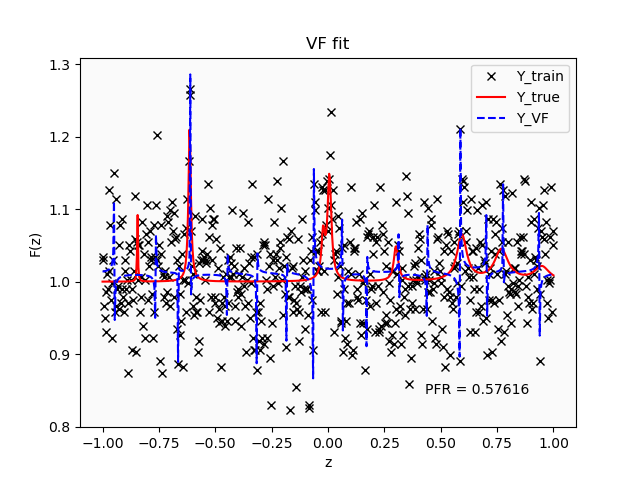 VF fit
1.3
1.2
1.1
1.0
0.9
0.8
F(z)
Y_train
Y_true
Y_VF
PFR = 0.57616
−1.00 −0.75 −0.50 −0.25 0.00 0.25 0.50 0.75 1.00
z